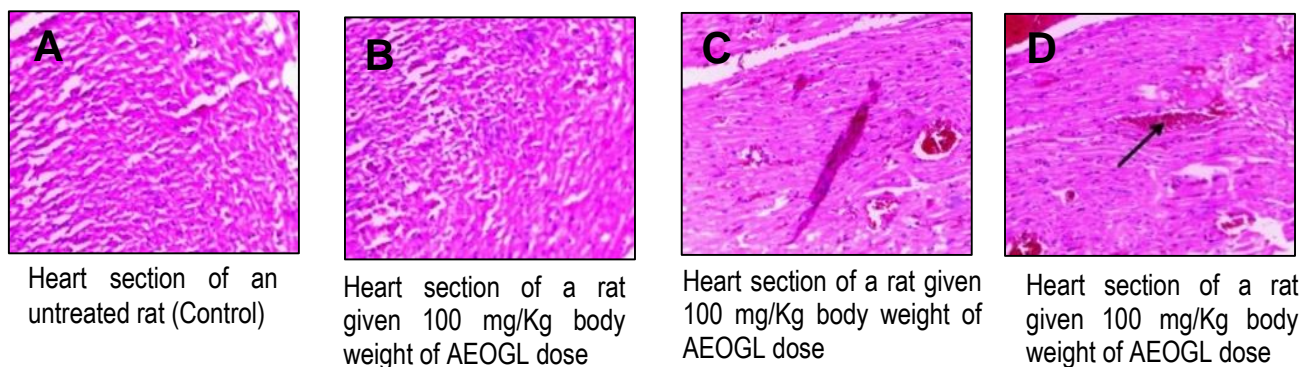 A
B
C
D
Heart section of an
untreated rat (Control)
Heart section of a rat
given 100 mg/Kg body
weight of AEOGL dose
Heart section of a rat given
100 mg/Kg body weight of
AEOGL dose
Heart section of a rat
given 100 mg/Kg body
weight of AEOGL dose